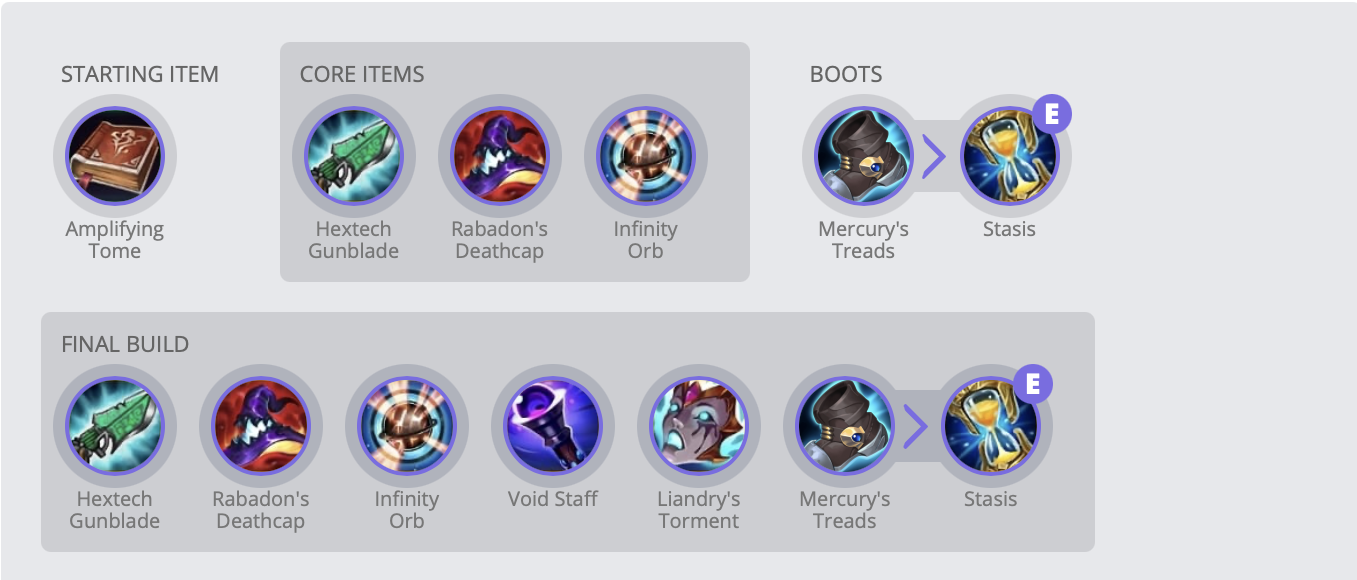 STARTING ITEM
Amplifying
Tome
CORE ITEMS
Hextech
Gunblade
Rabadon's
Deathcap
Infinity
Orb
BOOTS
Mercury's
Treads
E
Stasis
FINAL BUILD
Hextech
Gunblade
Rabadon's
Deathcap
Infinity
Orb
Void Staff
Liandry's
Torment
Mercury's
Treads
E
Stasis